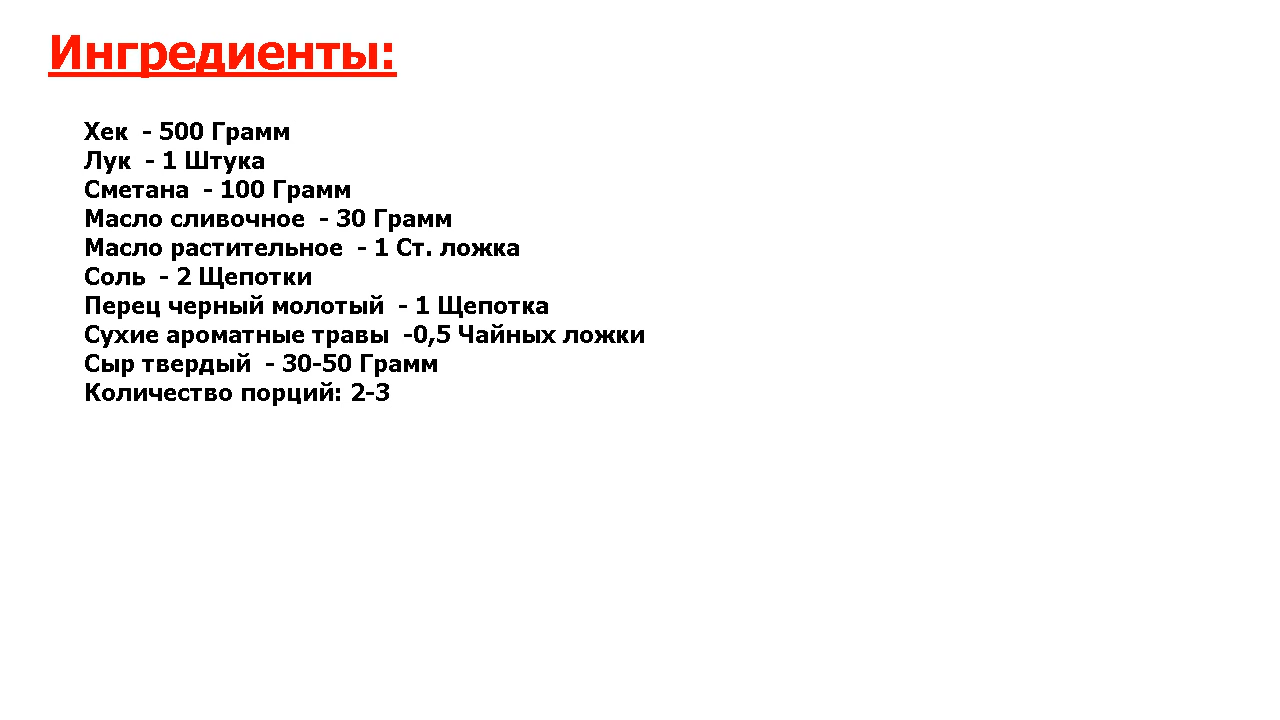 Ингредиенты:
Хек  - 500 Грамм
Лук  - 1 Штука
Сметана  - 100 Грамм
Масло сливочное  - 30 Грамм
Масло растительное  - 1 Ст. ложка
Соль  - 2 Щепотки
Перец черный молотый  - 1 Щепотка
Сухие ароматные травы  -0,5 Чайных ложки
Сыр твердый  - 30-50 Грамм
Количество порций: 2-3